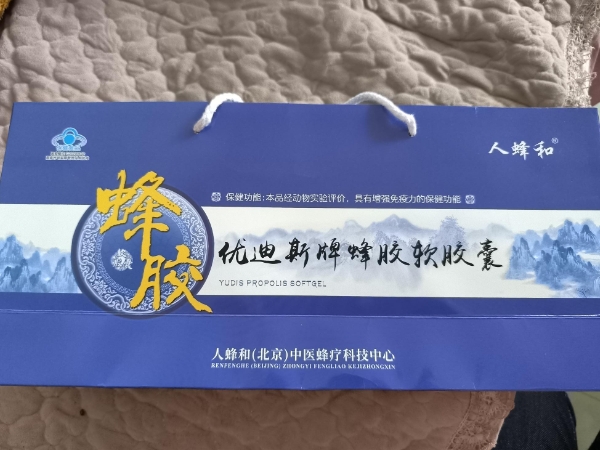 人蜂和®
保健功能:本品经动物实验评价，具有增强免疫力的保健功能
蜂胶
优迪斯牌蜂胶软胶囊
YUDIS PROPOLIS SOFTGEL
人蜂和(北京)中医蜂疗科技中心
RENFENGHE (BEIJING) ZHONGYI FENGLIAO KEJIZHONGXIN